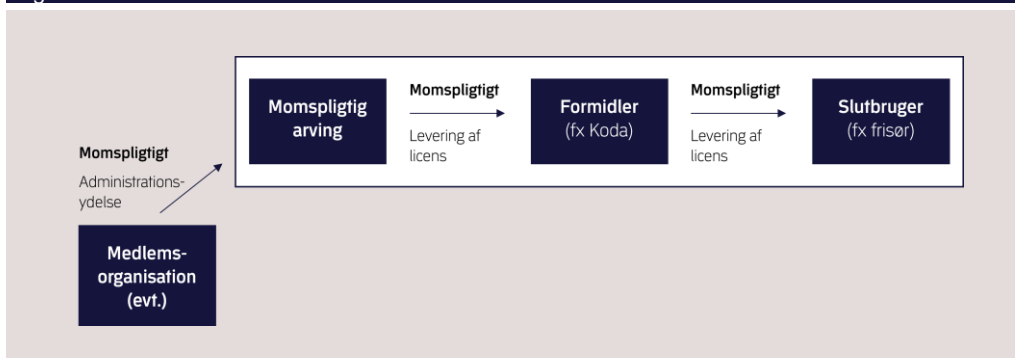 Momspligtig
arving
Momspligtigt
Levering af
licens
Formidler
(fx Koda)
Momspligtigt
Levering af
licens
Slutbruger
(fx frisør)
Momspligtigt
Administrations-
ydelse
Medlems-
organisation
(evt.)